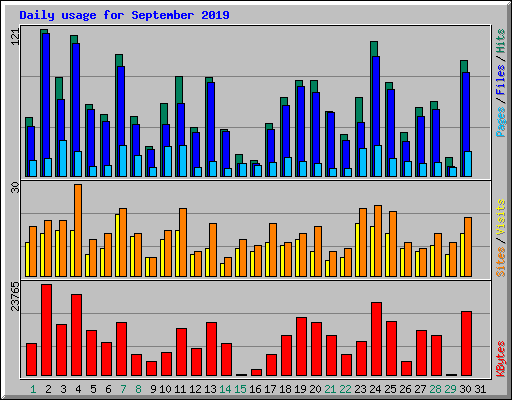 Daily usage for September 2019
121
Pages / Files / Hits
30
Sites / Visits
23765
KBytes
1 2 3 4 5 6 7 8 9 10 11 12 13 14 15 16 17 18 19 20 21 22 23 24 25 26 27 28 29 30 31